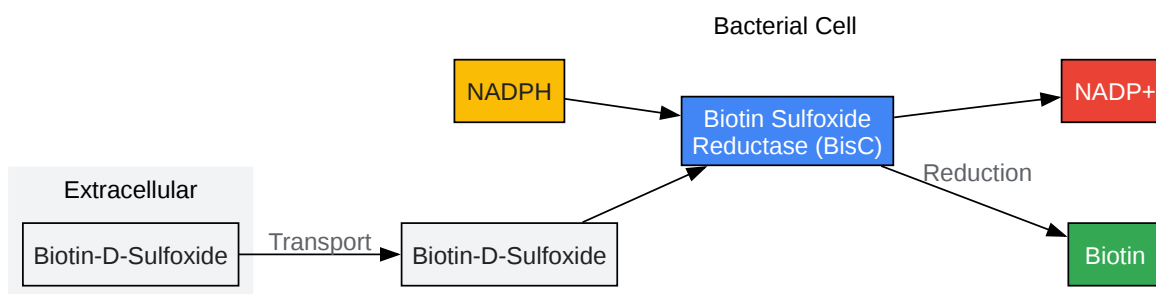 Bacterial Cell
NADPH
NADP+
Biotin Sulfoxide
Reductase (BisC)
Reduction
Extracellular
Biotin-D-Sulfoxide
Transport
Biotin-D-Sulfoxide
Biotin